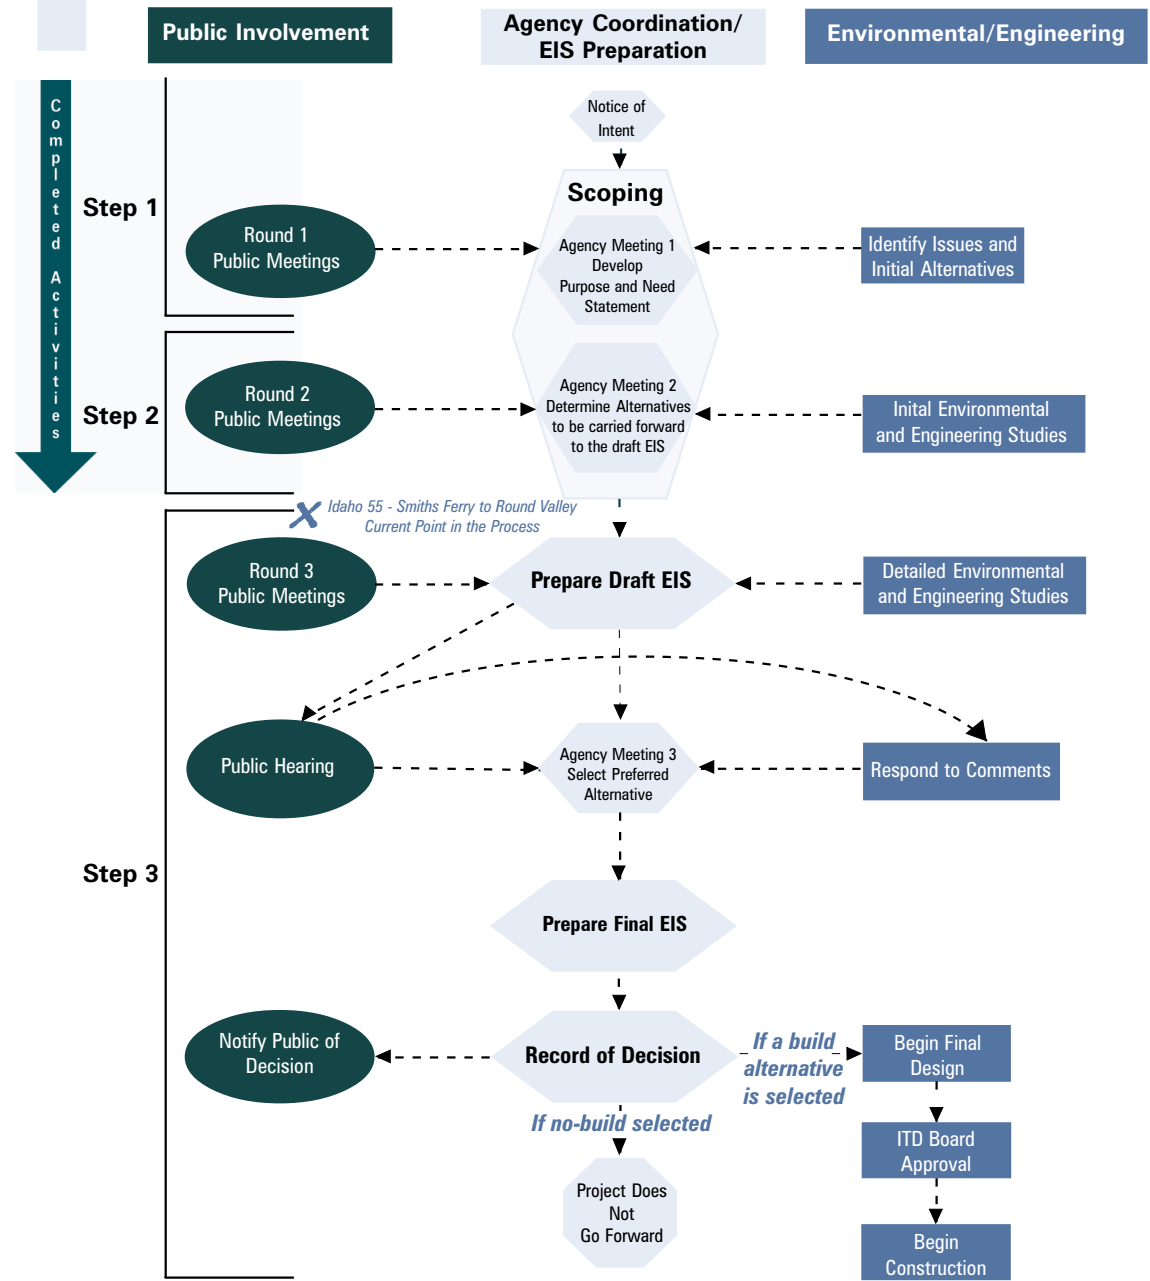 Public Involvement
Agency Coordination/
EIS Preparation
Environmental/Engineering
Completed Activities
Notice of
Intent
Step 1
Scoping
Round 1
Public Meetings
Agency Meeting 1
Develop
Purpose and Need
Statement
Identify Issues and
Initial Alternatives
Step 2
Round 2
Public Meetings
Agency Meeting 2
Determine Alternatives
to be carried forward
to the draft EIS
Inital Environmental
and Engineering Studies
Idaho 55 - Smiths Ferry to Round Valley
Current Point in the Process
Round 3
Public Meetings
Prepare Draft EIS
Detailed Environmental
and Engineering Studies
Public Hearing
Agency Meeting 3
Select Preferred
Alternative
Respond to Comments
Step 3
Prepare Final EIS
Notify Public of
Decision
Record of Decision
If a build
alternative
is selected
Begin Final
Design
If no-build selected
ITD Board
Approval
Project Does
Not
Go Forward
Begin
Construction